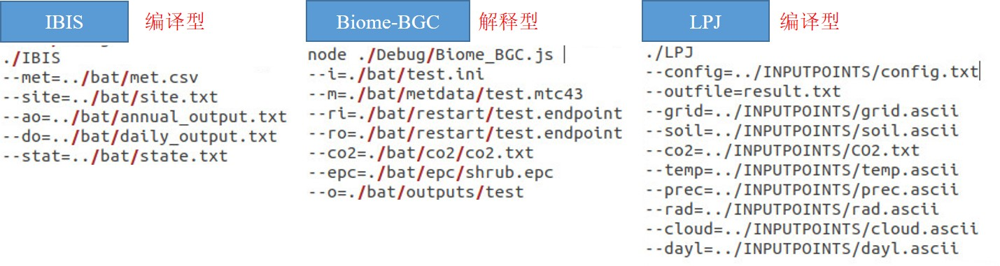 IBIS 编译型
./IBIS
--met=../bat/met.csv
--site=../bat/site.txt
--ao=../bat/annual_output.txt
--do=../bat/daily_output.txt
--stat=../bat/state.txt
Biome-BGC 解释型
node ./Debug/Biome_BGC.js
--i=./bat/test.ini
--m=./bat/metdata/test.mtc43
--ri=./bat/restart/test.endpoint
--ro=./bat/restart/test.endpoint
--co2=./bat/co2/co2.txt
--epc=./bat/epc/shrub.epc
--o=./bat/outputs/test
LPJ 编译型
./LPJ
--config=../INPUTPOINTS/config.txt
--outfile=result.txt
--grid=../INPUTPOINTS/grid.ascii
--soil=../INPUTPOINTS/soil.ascii
--co2=../INPUTPOINTS/CO2.txt
--temp=../INPUTPOINTS/temp.ascii
--prec=../INPUTPOINTS/prec.ascii
--rad=../INPUTPOINTS/rad.ascii
--cloud=../INPUTPOINTS/cloud.ascii
--dayl=../INPUTPOINTS/dayl.ascii